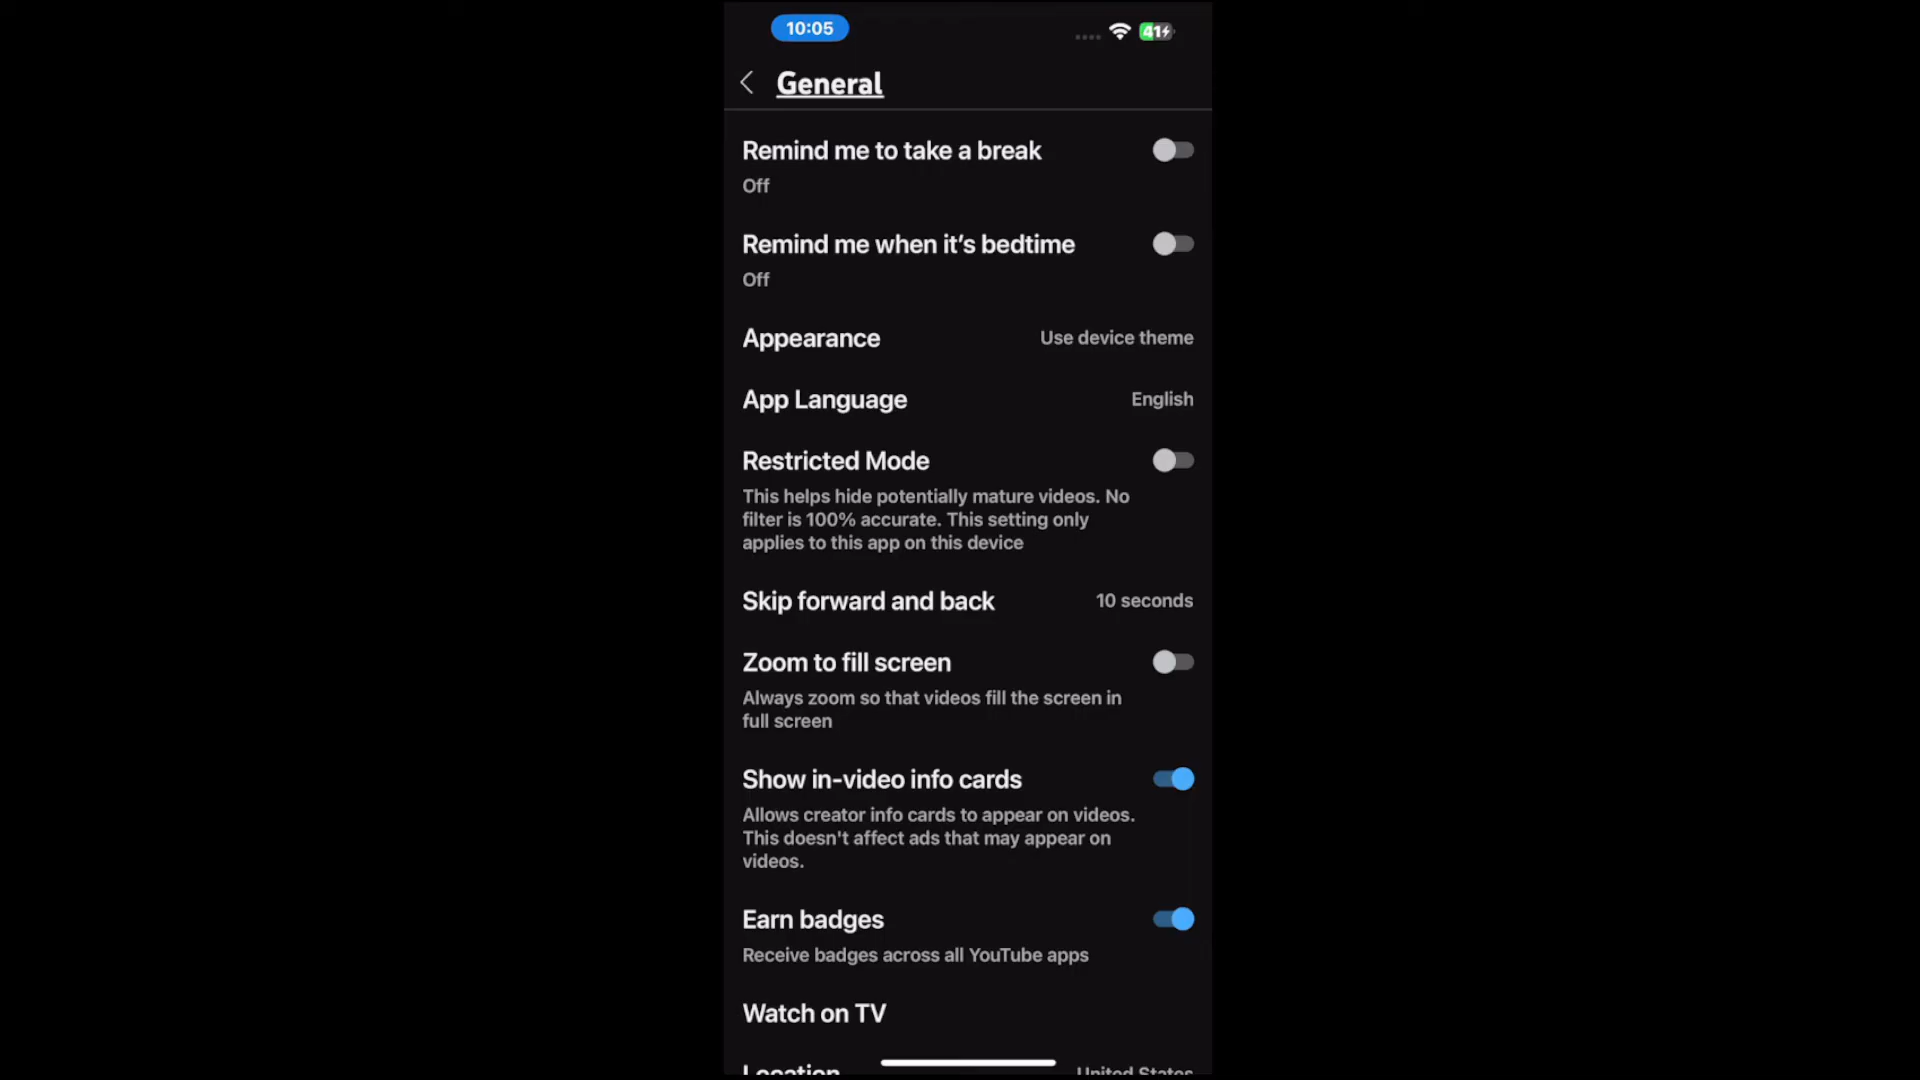 10:05
41
General
Remind me to take a break
Off
Remind me when it’s bedtime
Off
Appearance
Use device theme
App Language
English
Restricted Mode
This helps hide potentially mature videos. No
filter is 100% accurate. This setting only
applies to this app on this device
Skip forward and back
10 seconds
Zoom to fill screen
Always zoom so that videos fill the screen in
full screen
Show in-video info cards
Allows creator info cards to appear on videos.
This doesn't affect ads that may appear on
videos.
Earn badges
Receive badges across all YouTube apps
Watch on TV
Location
United States